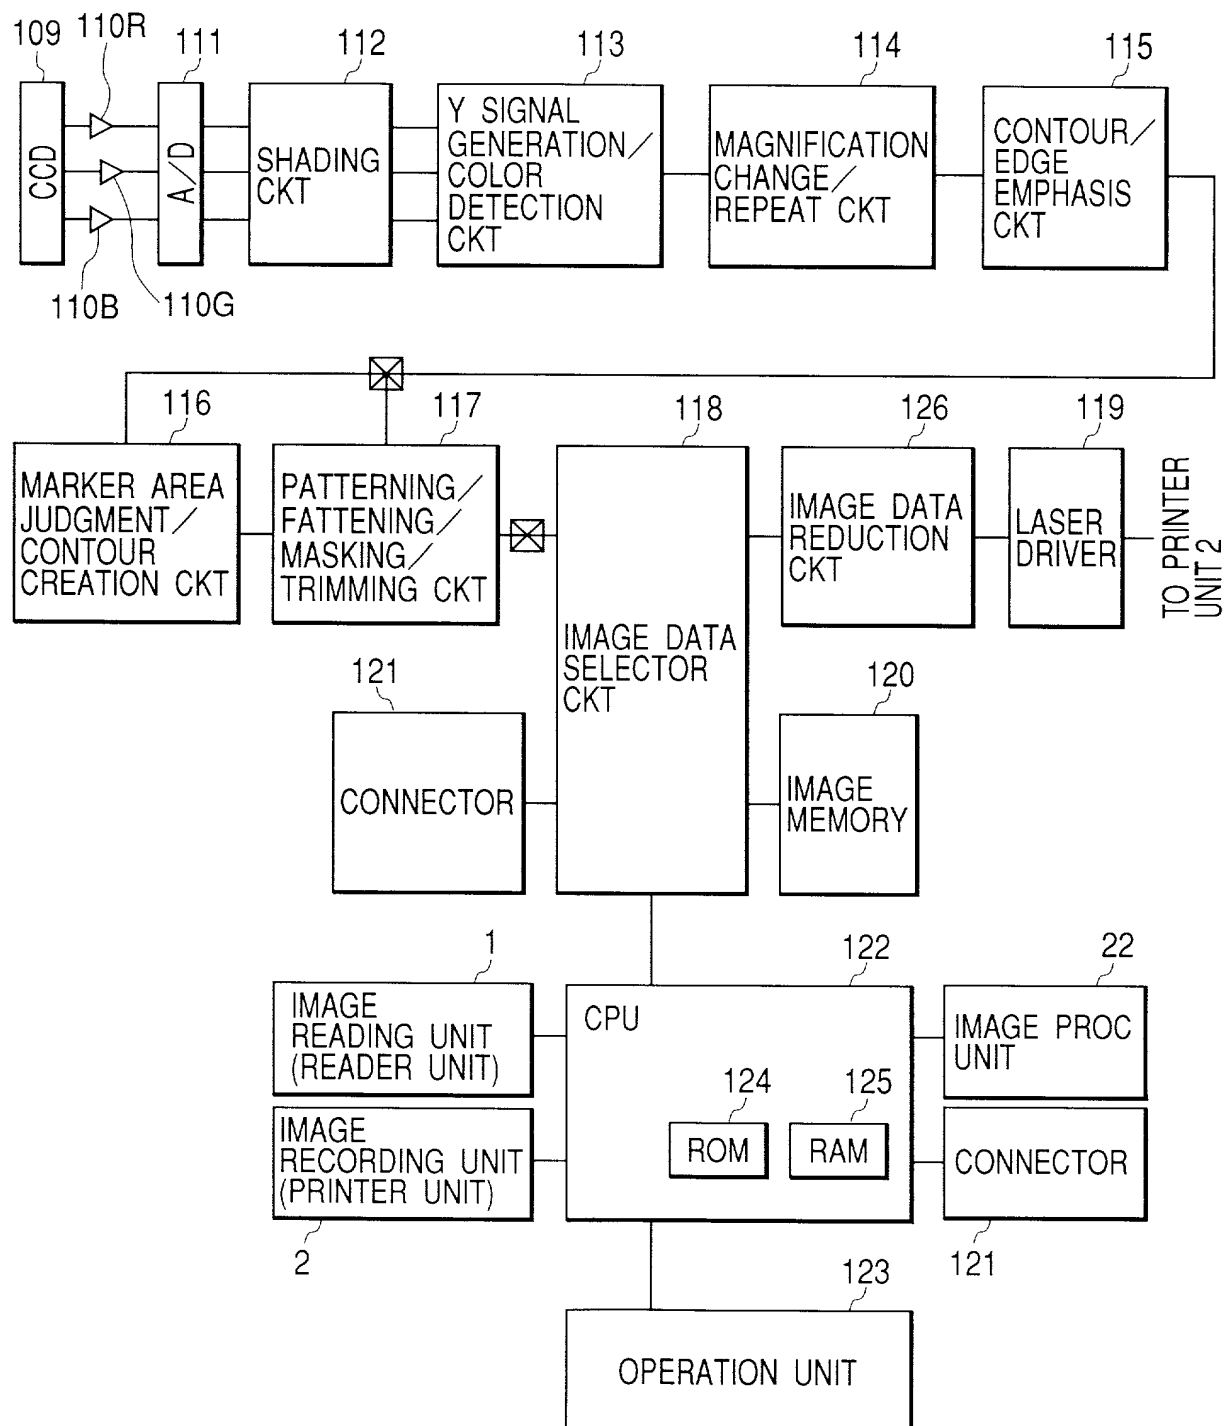 109
110R
111
112
113
114
115
CCD
A/D
SHADING
CKT
Y SIGNAL
GENERATION/
COLOR
DETECTION
CKT
MAGNIFICATION
CHANGE/
REPEAT CKT
CONTOUR/
EDGE
EMPHASIS
CKT
110B
110G
116
117
118
126
119
MARKER AREA
JUDGMENT/
CONTOUR
CREATION CKT
PATTERNING/
FATTENING/
MASKING/
TRIMMING CKT
IMAGE DATA
SELECTOR
CKT
IMAGE DATA
REDUCTION
CKT
LASER
DRIVER
TO PRINTER
UNIT 2
121
CONNECTOR
120
IMAGE
MEMORY
1
IMAGE
READING UNIT
(READER UNIT)
122
CPU
22
IMAGE PROC
UNIT
IMAGE
RECORDING UNIT
(PRINTER UNIT)
2
124
ROM
125
RAM
CONNECTOR
121
123
OPERATION UNIT